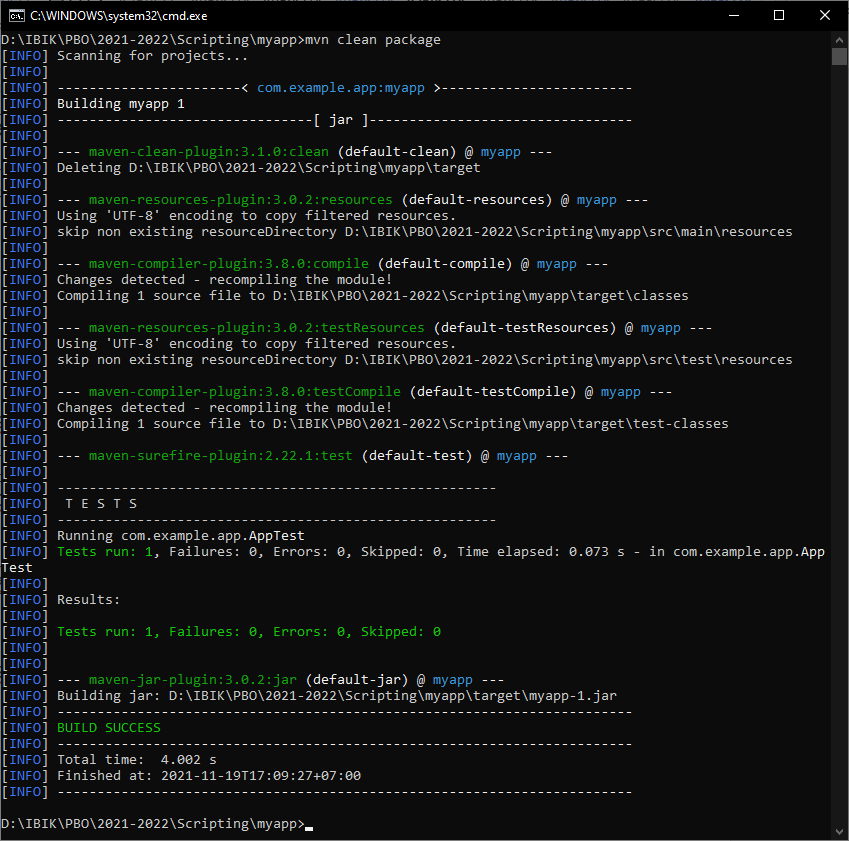 C:\WINDOWS\system32\cmd.exe
D:\IBIK\PBO\2021-2022\Scripting\myapp>mvn clean package
[INFO] Scanning for projects...
[INFO]
[INFO] -----------------------< com.example.app:myapp >------------------------
[INFO] Building myapp 1
[INFO] --------------------------------[ jar ]---------------------------------
[INFO]
[INFO] --- maven-clean-plugin:3.1.0:clean (default-clean) @ myapp ---
[INFO] Deleting D:\IBIK\PBO\2021-2022\Scripting\myapp\target
[INFO]
[INFO] --- maven-resources-plugin:3.0.2:resources (default-resources) @ myapp ---
[INFO] Using 'UTF-8' encoding to copy filtered resources.
[INFO] skip non existing resourceDirectory D:\IBIK\PBO\2021-2022\Scripting\myapp\src\main\resources
[INFO]
[INFO] --- maven-compiler-plugin:3.8.0:compile (default-compile) @ myapp ---
[INFO] Changes detected - recompiling the module!
[INFO] Compiling 1 source file to D:\IBIK\PBO\2021-2022\Scripting\myapp\target\classes
[INFO]
[INFO] --- maven-resources-plugin:3.0.2:testResources (default-testResources) @ myapp ---
[INFO] Using 'UTF-8' encoding to copy filtered resources.
[INFO] skip non existing resourceDirectory D:\IBIK\PBO\2021-2022\Scripting\myapp\src\test\resources
[INFO]
[INFO] --- maven-compiler-plugin:3.8.0:testCompile (default-testCompile) @ myapp ---
[INFO] Changes detected - recompiling the module!
[INFO] Compiling 1 source file to D:\IBIK\PBO\2021-2022\Scripting\myapp\target\test-classes
[INFO]
[INFO] --- maven-surefire-plugin:2.22.1:test (default-test) @ myapp ---
[INFO]
[INFO] -------------------------------------------------------
[INFO]  T E S T S
[INFO] -------------------------------------------------------
[INFO] Running com.example.app.AppTest
[INFO] Tests run: 1, Failures: 0, Errors: 0, Skipped: 0, Time elapsed: 0.073 s - in com.example.app.App
Test
[INFO]
[INFO] Results:
[INFO]
[INFO] Tests run: 1, Failures: 0, Errors: 0, Skipped: 0
[INFO]
[INFO]
[INFO] --- maven-jar-plugin:3.0.2:jar (default-jar) @ myapp ---
[INFO] Building jar: D:\IBIK\PBO\2021-2022\Scripting\myapp\target\myapp-1.jar
[INFO] ------------------------------------------------------------------------
[INFO] BUILD SUCCESS
[INFO] ------------------------------------------------------------------------
[INFO] Total time:  4.002 s
[INFO] Finished at: 2021-11-19T17:09:27+07:00
[INFO] ------------------------------------------------------------------------
D:\IBIK\PBO\2021-2022\Scripting\myapp>